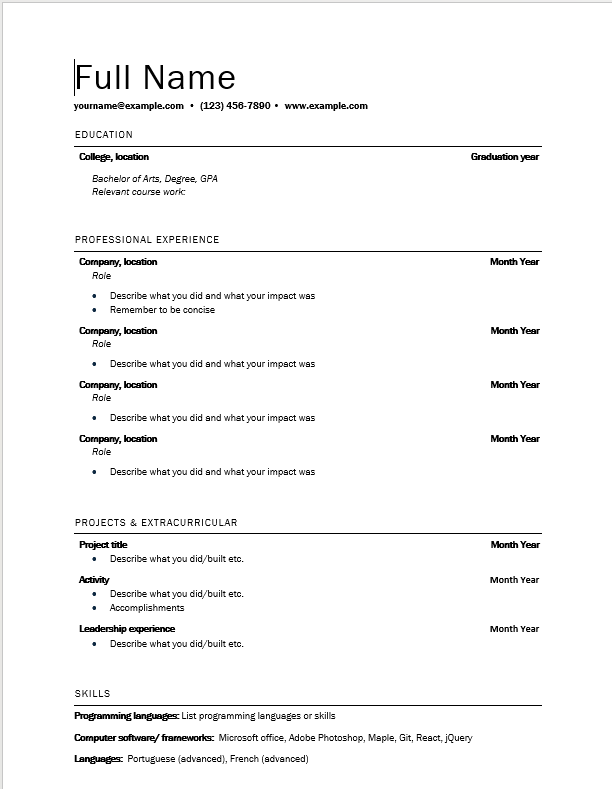 Full Name
yourname@example.com • (123) 456-7890 • www.example.com
EDUCATION
College, location Graduation year
Bachelor of Arts, Degree, GPA
Relevant course work:
PROFESSIONAL EXPERIENCE
Company, location Month Year
Role
• Describe what you did and what your impact was
• Remember to be concise
Company, location Month Year
Role
• Describe what you did and what your impact was
Company, location Month Year
Role
• Describe what you did and what your impact was
Company, location Month Year
Role
• Describe what you did and what your impact was
PROJECTS & EXTRACURRICULAR
Project title Month Year
• Describe what you did/built etc.
Activity Month Year
• Describe what you did/built etc.
• Accomplishments
Leadership experience Month Year
• Describe what you did/built etc.
SKILLS
Programming languages: List programming languages or skills
Computer software/ frameworks: Microsoft office, Adobe Photoshop, Maple, Git, React, jQuery
Languages: Portuguese (advanced), French (advanced)